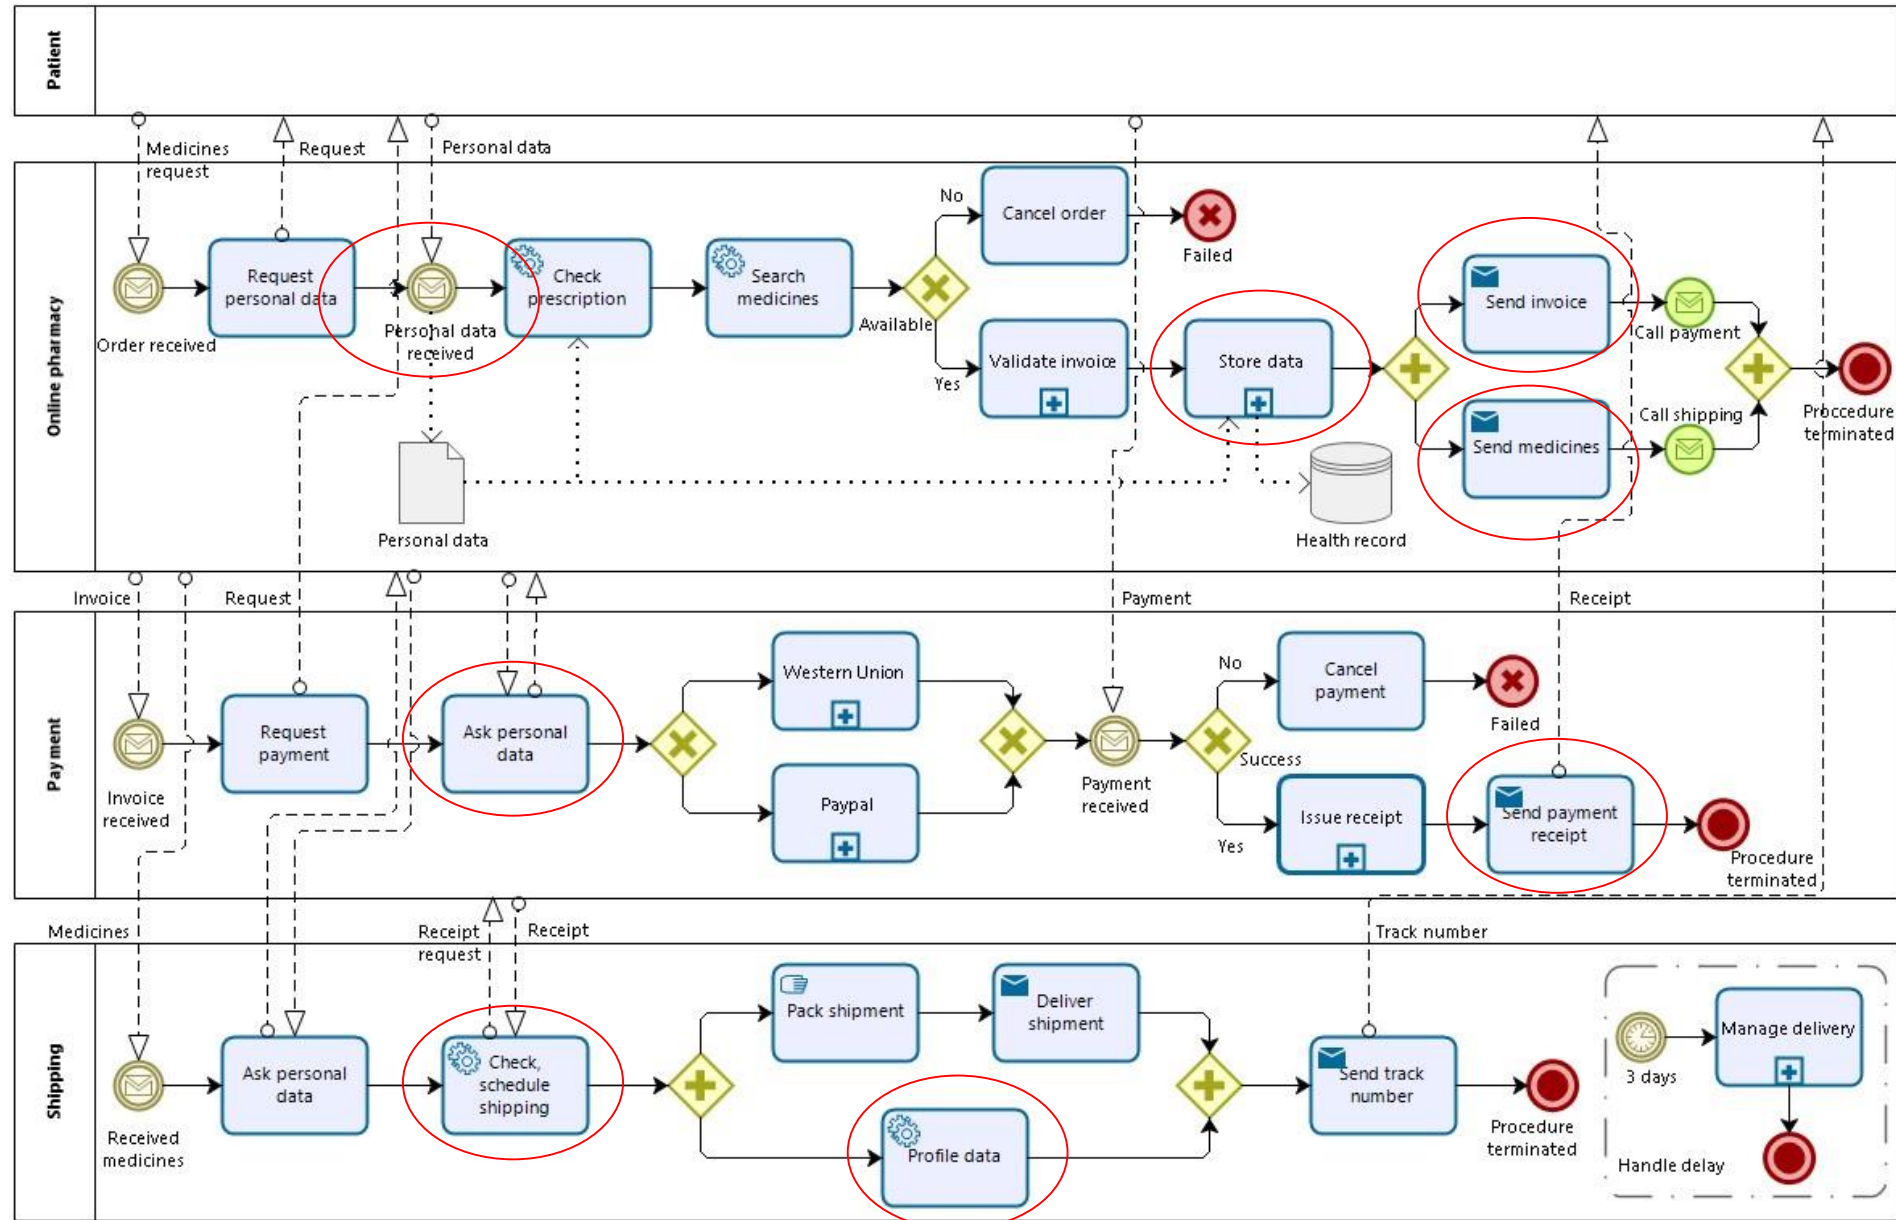 Patient
Medicines
request
Request
Personal data
Online pharmacy
Order received
Request
personal data
Personal data
received
Check
prescription
Search
medicines
Available
No
Yes
Cancel order
Failed
Validate invoice
Store data
Send invoice
Call payment
Send medicines
Call shipping
Proccedure
terminated
Personal data
Health record
Invoice
Request
Payment
Receipt
Payment
Invoice
received
Request
payment
Ask personal
data
Western Union
Paypal
Payment
received
No
Success
Yes
Cancel
payment
Failed
Issue receipt
Send payment
receipt
Procedure
terminated
Medicines
Receipt
request
Receipt
Track number
Shipping
Received
medicines
Ask personal
data
Check,
schedule
shipping
Pack shipment
Deliver
shipment
Profile data
Send track
number
Procedure
terminated
3 days
Manage delivery
Handle delay